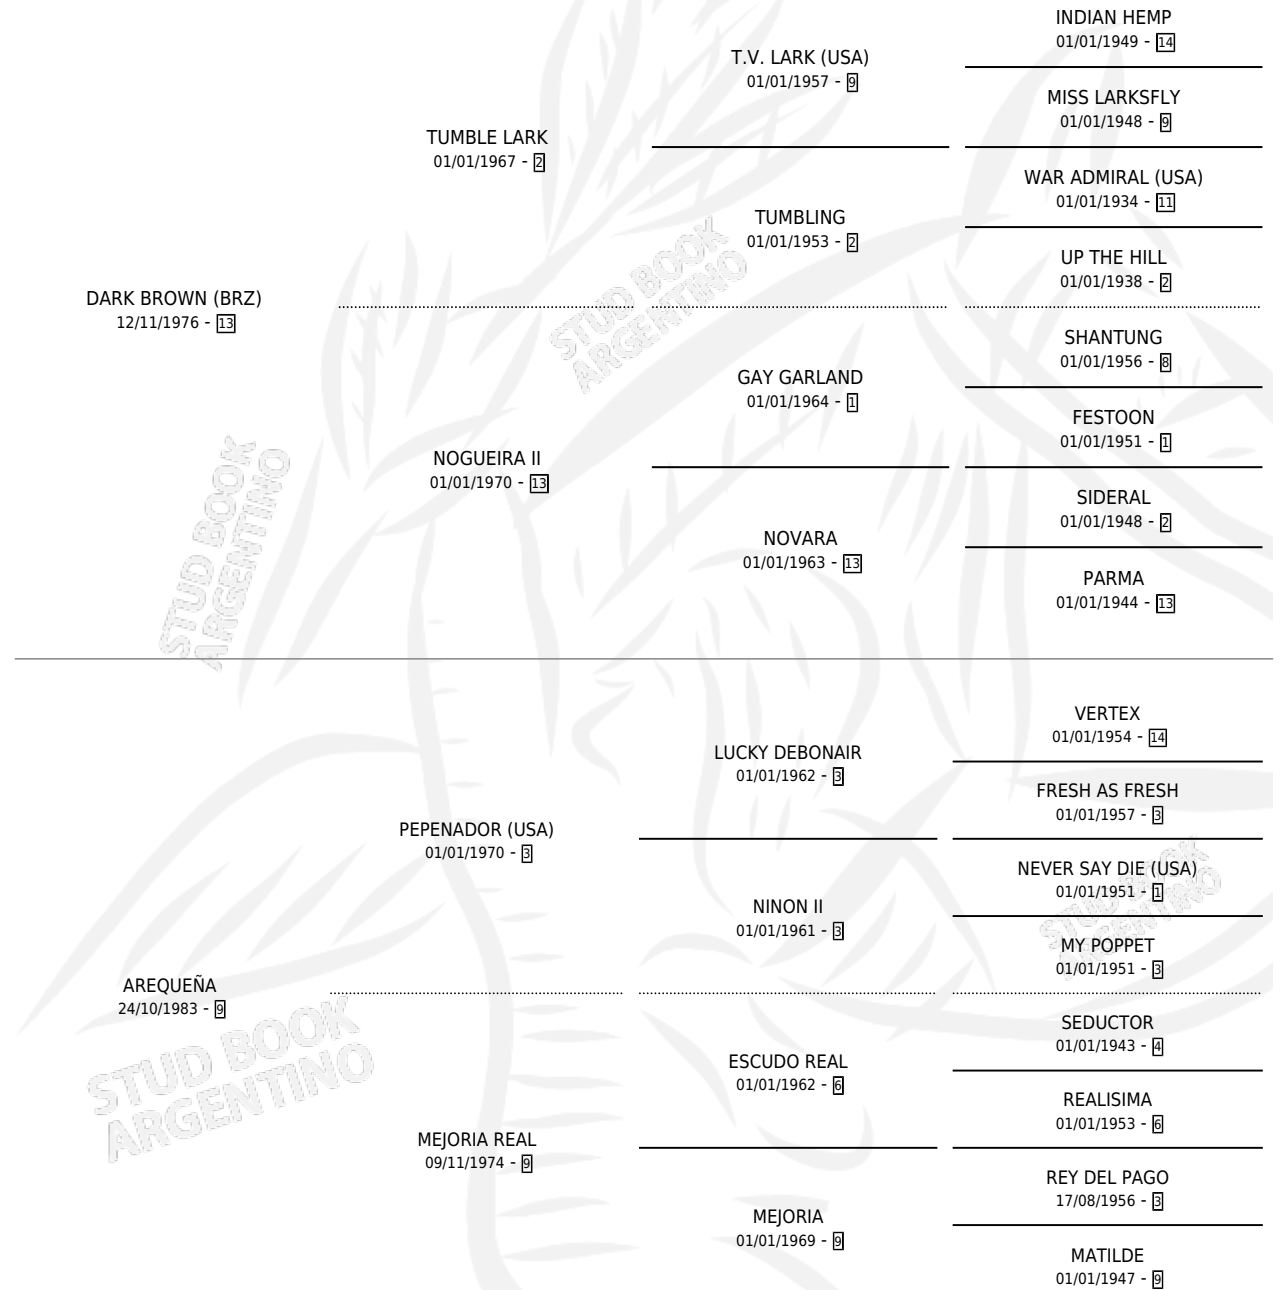 INDIAN HEMP
01/01/1949 - 14
T.V. LARK (USA)
01/01/1957 - 9
MISS LARKSFLY
01/01/1948 - 9
TUMBLE LARK
01/01/1967 - 2
WAR ADMIRAL (USA)
01/01/1934 - 11
TUMBLING
01/01/1953 - 2
UP THE HILL
01/01/1938 - 2
DARK BROWN (BRZ)
12/11/1976 - 13
STUD BOOK
ARGENTINO
SHANTUNG
01/01/1956 - 8
GAY GARLAND
01/01/1964 - 1
FESTOON
01/01/1951 - 1
NOGUEIRA II
01/01/1970 - 13
SIDERAL
01/01/1948 - 2
NOVARA
01/01/1963 - 13
PARMA
01/01/1944 - 13
STUD BOOK
ARGENTINO
VERTEX
01/01/1954 - 14
LUCKY DEBONAIR
01/01/1962 - 3
FRESH AS FRESH
01/01/1957 - 3
PEPENADOR (USA)
01/01/1970 - 3
NEVER SAY DIE (USA)
01/01/1951 - 1
NINON II
01/01/1961 - 3
STUD BOOK
ARGENTINO
MY POPPET
01/01/1951 - 3
AREQUEÑA
24/10/1983 - 9
SEDUCTOR
01/01/1943 - 4
ESCUDO REAL
01/01/1962 - 6
REALISIMA
01/01/1953 - 6
STUD BOOK
ARGENTINO
MEJORIA REAL
09/11/1974 - 9
REY DEL PAGO
17/08/1956 - 3
MEJORIA
01/01/1969 - 9
MATILDE
01/01/1947 - 9